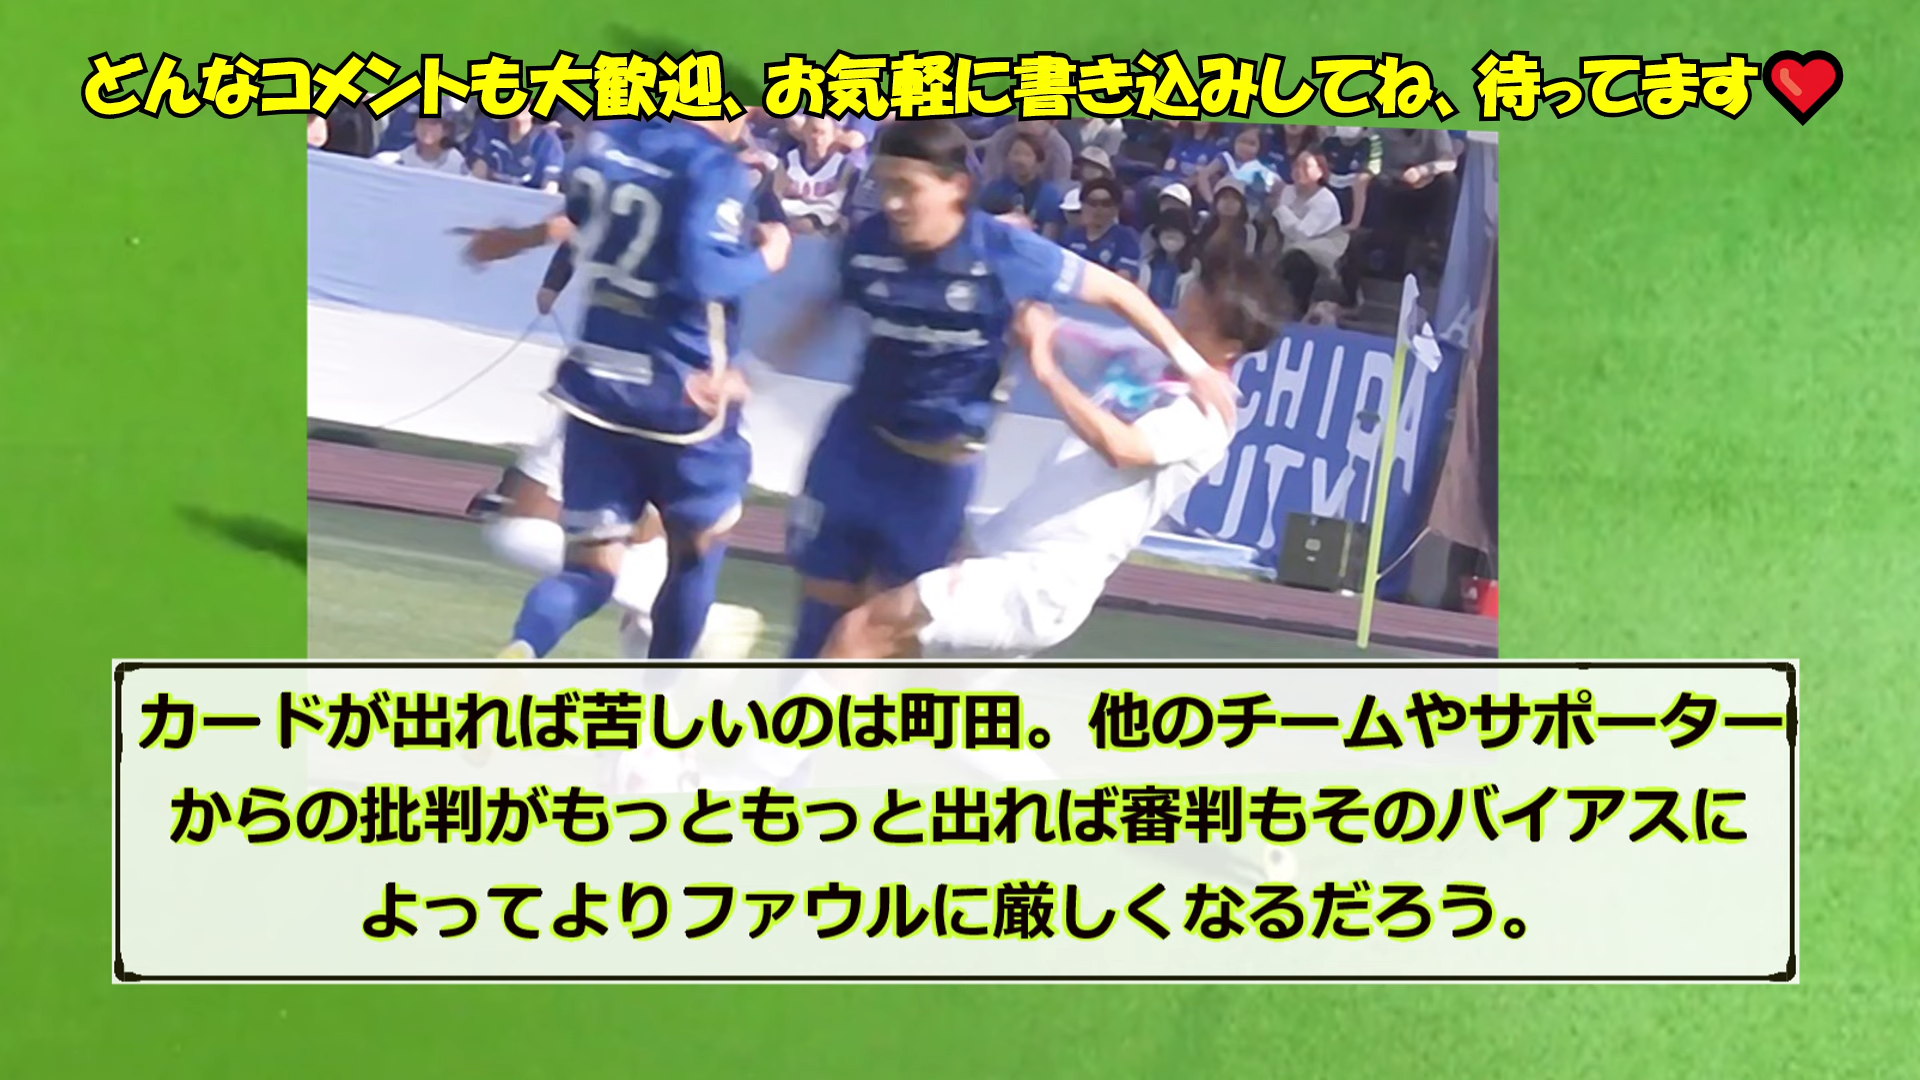 どんなコメントも大歓迎、お気軽に書き込みしてね、待ってます❤
22
CHIDA
CITY
カードが出れば苦しいのは町田。他のチームやサポーター
からの批判がもっともっと出れば審判もそのバイアスに
よってよりファウルに厳しくなるだろう。